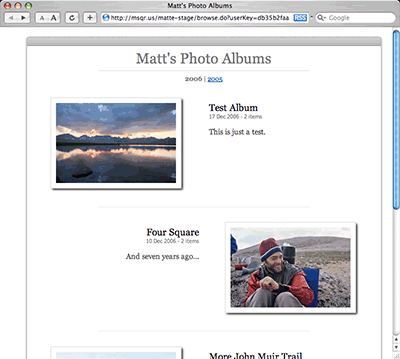 Matt's Photo Albums
A A
http://msqr.us/matte-stage/browse.do?userKey=db35b2faa
RSS
Google
Matt's Photo Albums
2006 | 2005
Test Album
17 Dec 2006 - 2 items
This is just a test.
Four Square
10 Dec 2006 - 2 items
And seven years ago...
More John Muir Trail